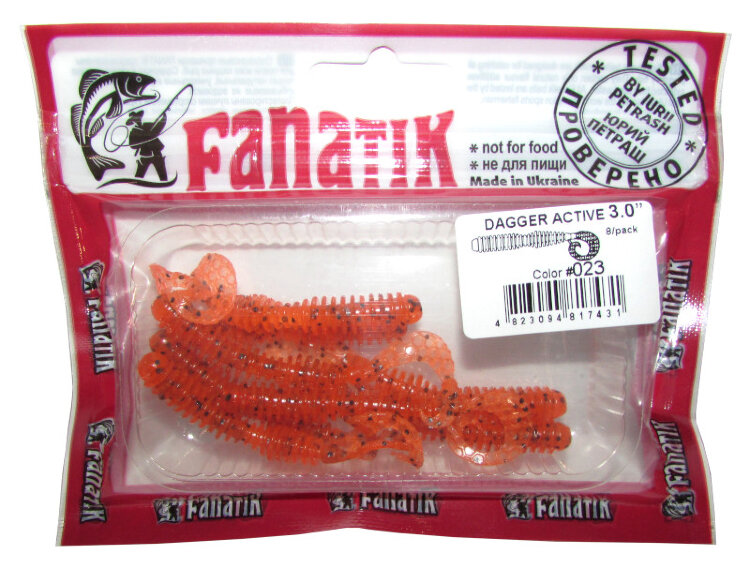 FANATIK
* not for food
* не для пищи
Made in Ukraine
* TESTED
BY IURII
PETRASH
ЮРИЙ
ПЕТРАШ
* ПРОВЕРЕНО
DAGGER ACTIVE 3.0”
8/pack
Color #023
4 823094 817431
FANATIK
FANATIK
FANATIK
FANATIK
FANATIK
FANATIK
FANATIK